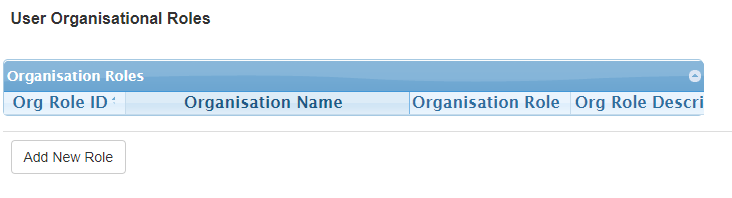 User Organisational Roles
Organisation Roles
Org Role ID Organisation Name Organisation Role Org Role Descri
Add New Role